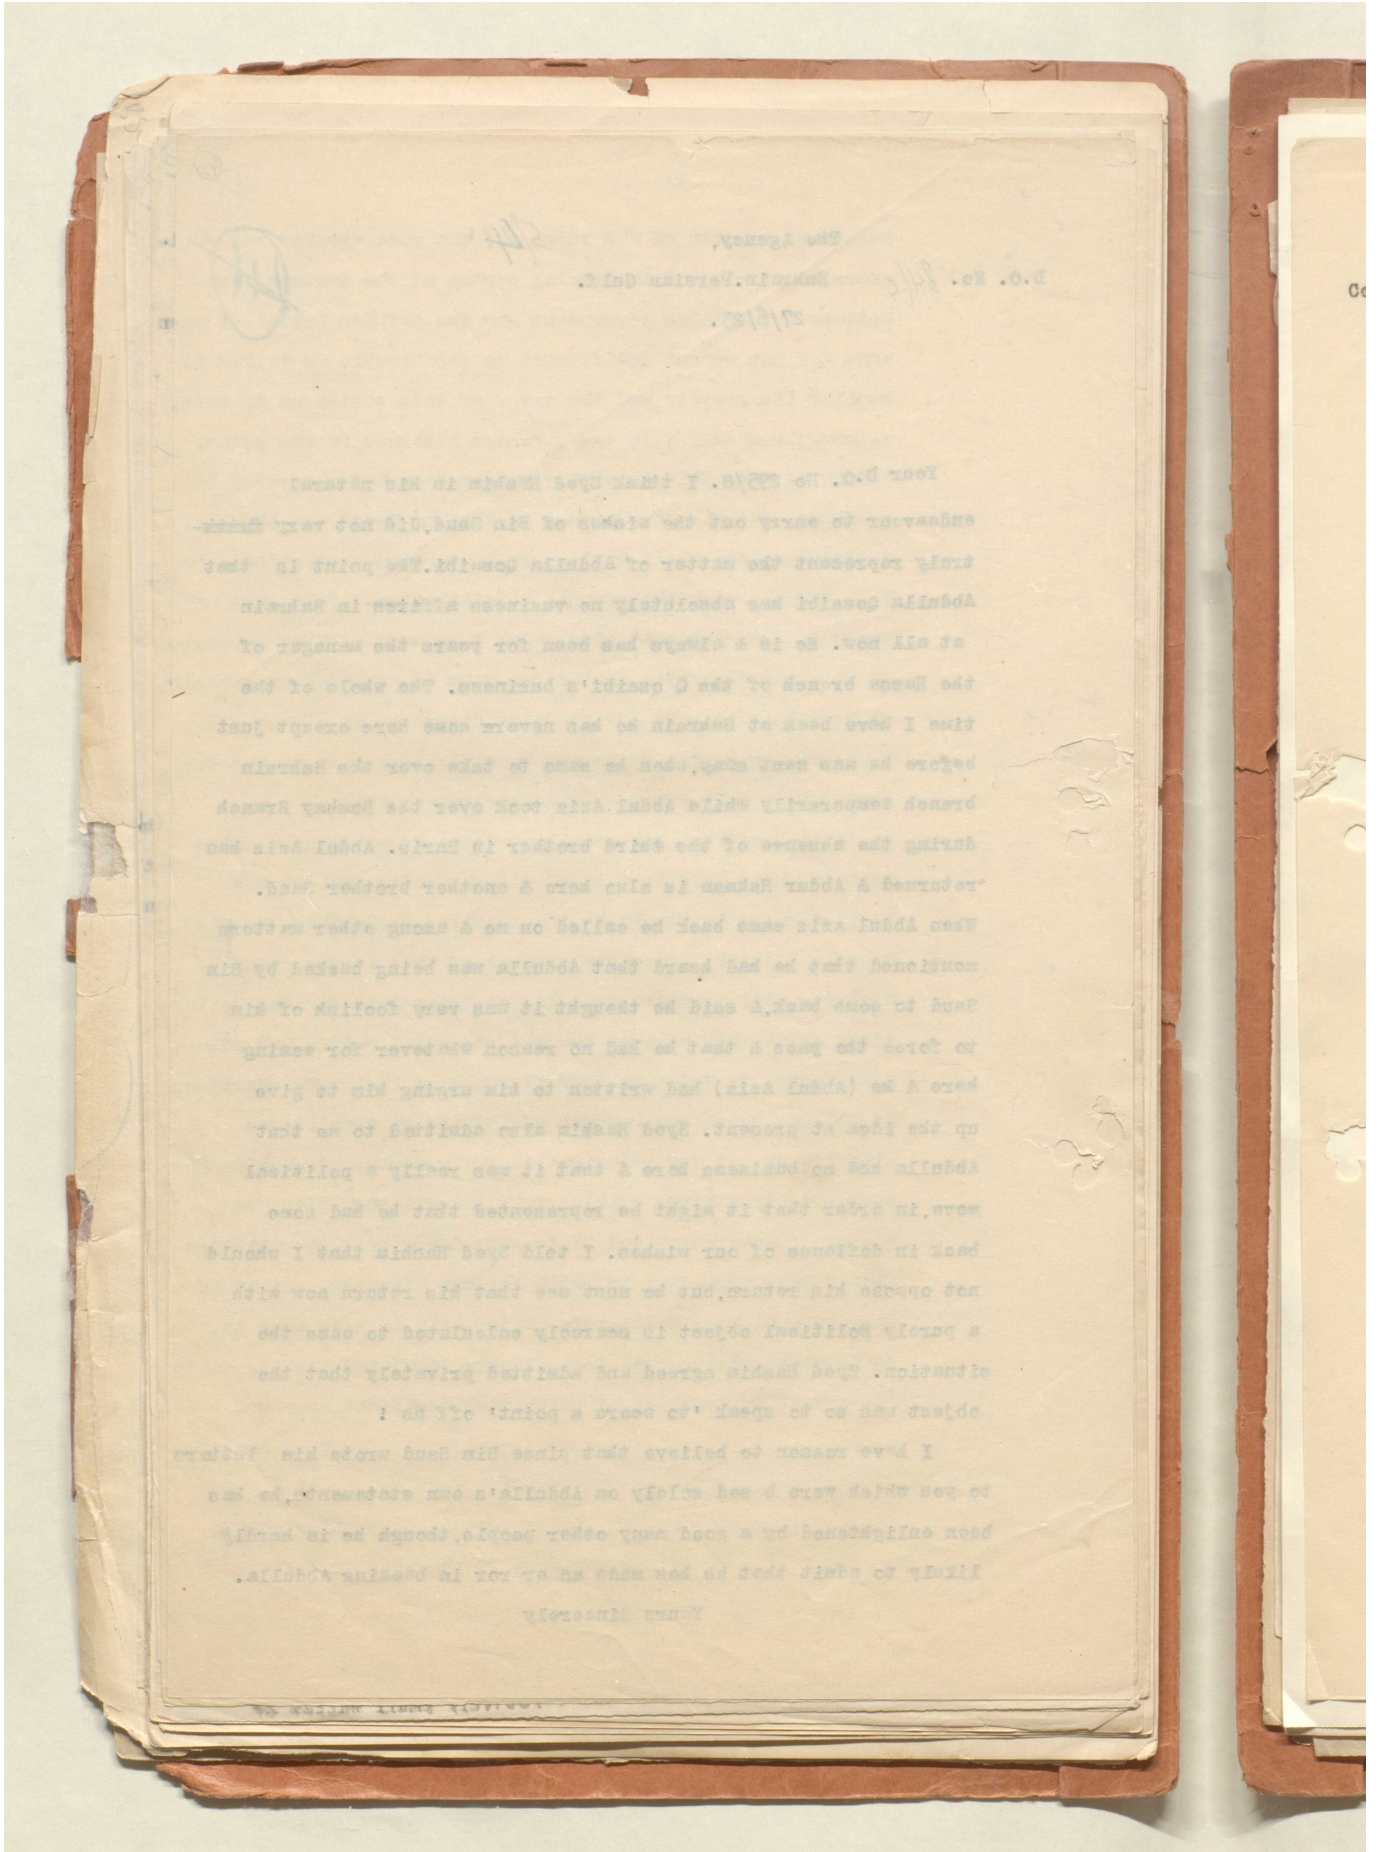 The Agency,
D.O. No. Bahrain.Persian Gulf.
27/6/23.
Your D.O. No 295/S. I think Syed Hashim in his natural
endeavour to carry out the wishes of Bin Saud,did not very
truly represent the matter of Abdulla Qosaibi.The point is that
Abdulla Qosaibi has absolutely no vusiness affairs in Bahrain
at all now. He is & always has been for years the manager of
the Hassa branch of the Q osaibi's business. The whole of the
time I have been at Bahrain he has nevere come here except just
before he was sent away,when he came to take over the Bahrain
branch temporarily while Abdul Aziz took over the Bombay Branch
during the absence of the third brother in Paris. Abdul Aziz has
returned & Abdur Rahman is also here & another brother Saad.
When Abdul Aziz came back he called on me & among other matters
mentioned that he had heard that Abdulla was being backed by Bin
Saud to come back,& said he thought it was very foolish of him
to force the pace & that he had no reason whatever for coming
here & he (Abdul Aziz) had written to him urging him to give
up the idea at present. Syed Hashim also admitted to me that
Abdulla had no business here & that it was really a political
move,in order that it might be represented that he had come
back in defiance of our wishes. I told Syed Hashim that I should
not oppose his return,but he must see that his return now with
a purely Political object is scarcely calculated to ease the
situation. Syed Hashim agreed and admitted privately that the
object was so to speak 'to score a point' off us !
I have reason to believe that since Bin Saud wrote his letters
to you which were b sed solely on Abdulla's own statements,he has
been enlightened by a good many other people,though he is hardly
likely to admit that he has made an er ror in backing Abdulla.
Yours Sincerely
small matter of
Co